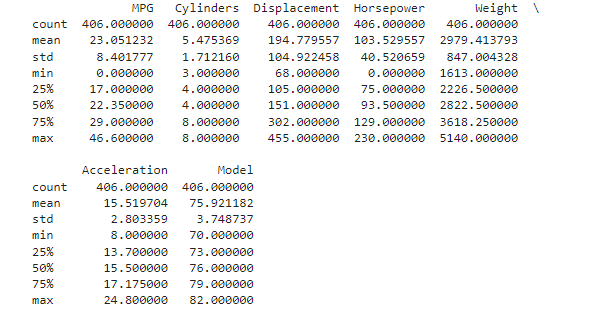 MPG Cylinders Displacement Horsepower Weight \
count 406.000000 406.000000 406.000000 406.000000 406.000000
mean 23.051232 5.475369 194.779557 103.529557 2979.413793
std 8.401777 1.712160 104.922458 40.520659 847.004328
min 0.000000 3.000000 68.000000 0.000000 1613.000000
25% 17.000000 4.000000 105.000000 75.000000 2226.500000
50% 22.350000 4.000000 151.000000 93.500000 2822.500000
75% 29.000000 8.000000 302.000000 129.000000 3618.250000
max 46.600000 8.000000 455.000000 230.000000 5140.000000
Acceleration Model
count 406.000000 406.000000
mean 15.519704 75.921182
std 2.803359 3.748737
min 8.000000 70.000000
25% 13.700000 73.000000
50% 15.500000 76.000000
75% 17.175000 79.000000
max 24.800000 82.000000